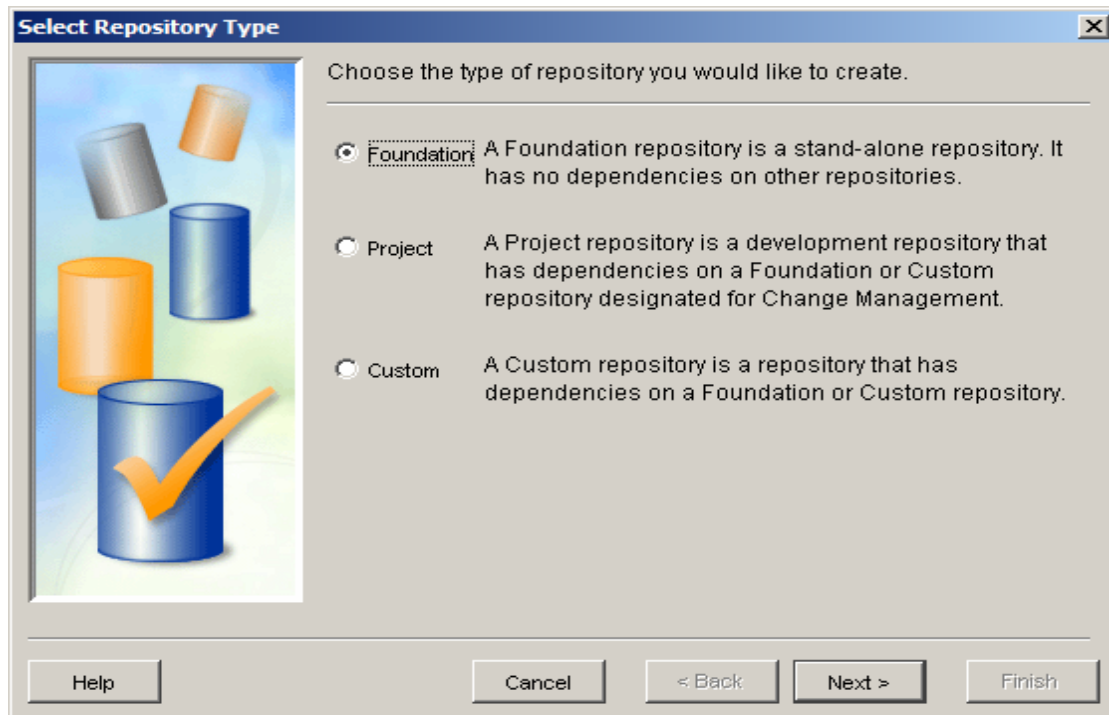 Select Repository Type
Choose the type of repository you would like to create.
Foundation A Foundation repository is a stand-alone repository. It
has no dependencies on other repositories.
Project A Project repository is a development repository that
has dependencies on a Foundation or Custom
repository designated for Change Management.
Custom A Custom repository is a repository that has
dependencies on a Foundation or Custom repository.
Help Cancel < Back Next > Finish